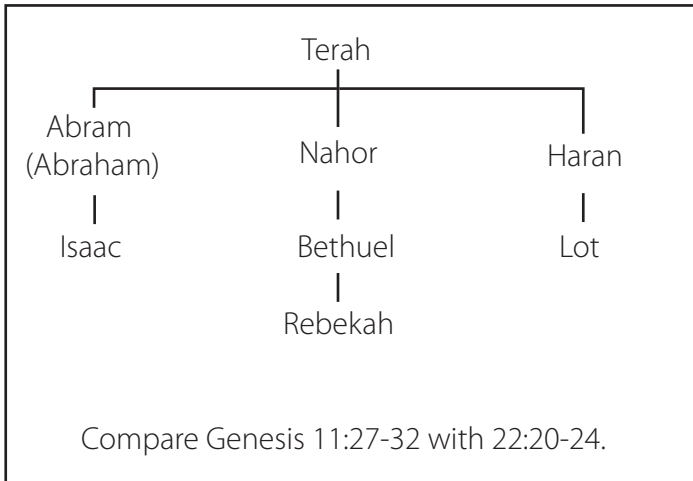 Terah
Abram
(Abraham)
Nahor
Haran
Isaac
Bethuel
Lot
Rebekah
Compare Genesis 11:27-32 with 22:20-24.